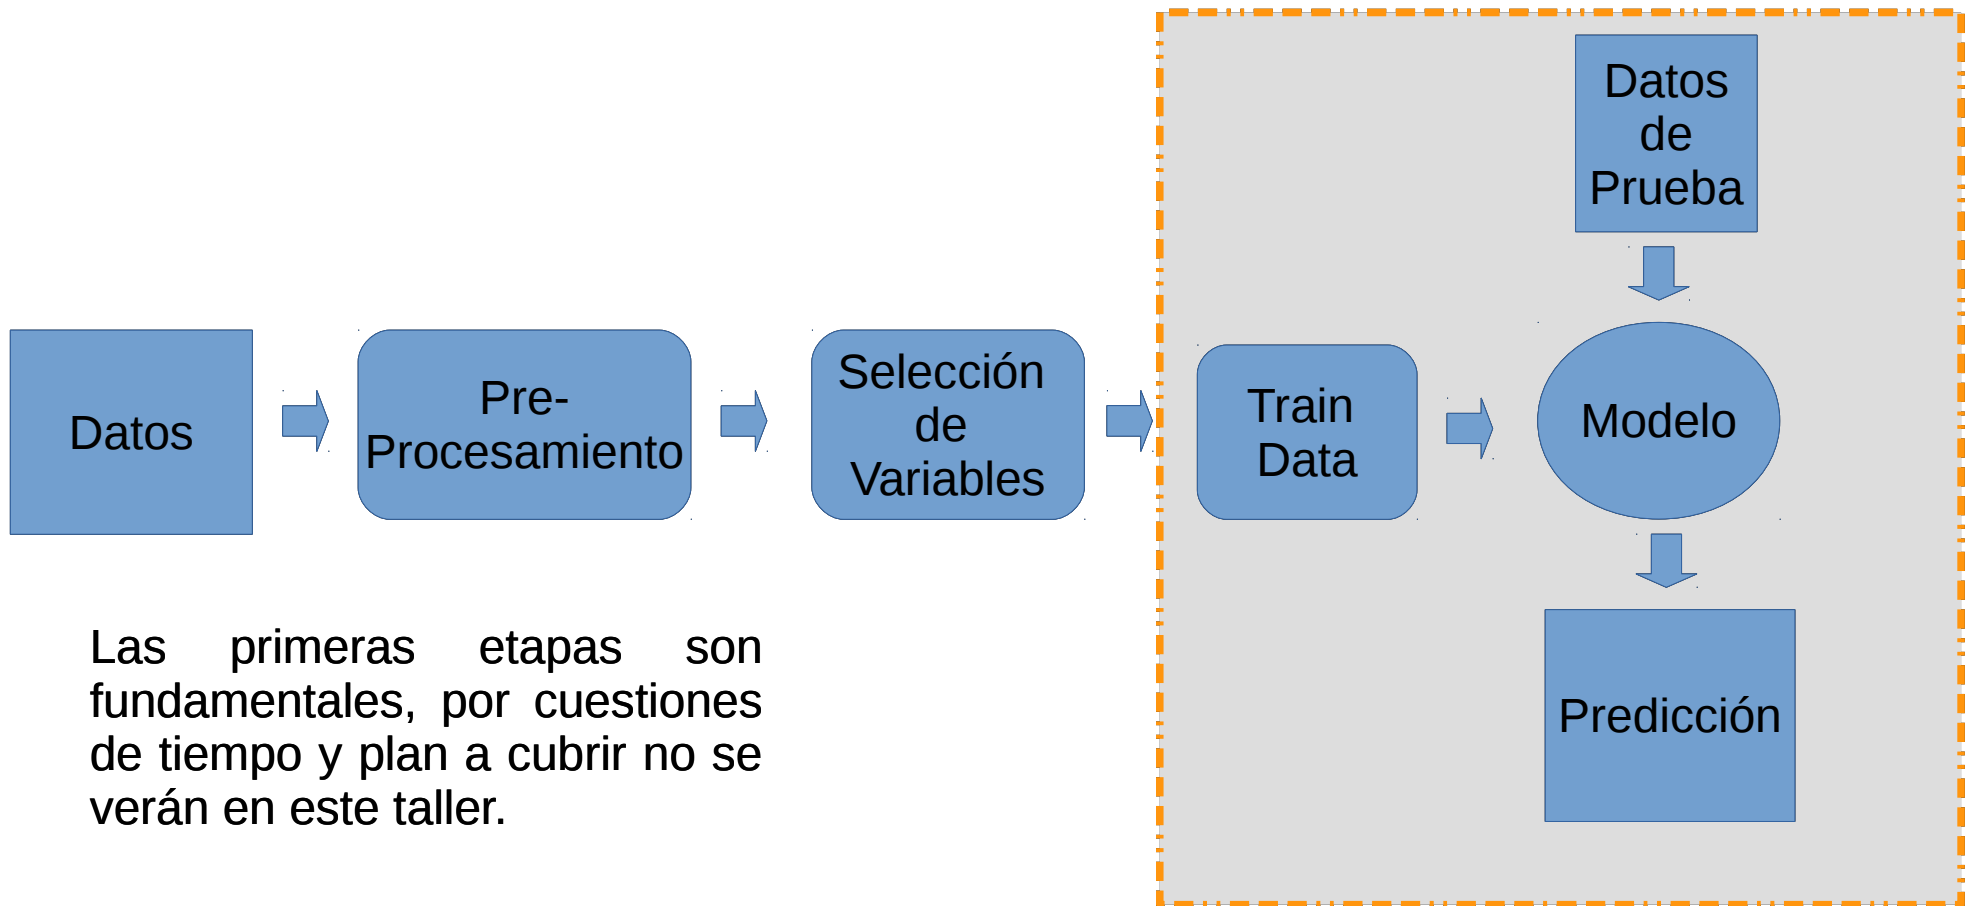 Datos
de
Prueba
Datos
Pre-
Procesamiento
Selección
de
Variables
Train
Data
Modelo
Predicción
Las primeras etapas son
fundamentales, por cuestiones
de tiempo y plan a cubrir no se
verán en este taller.